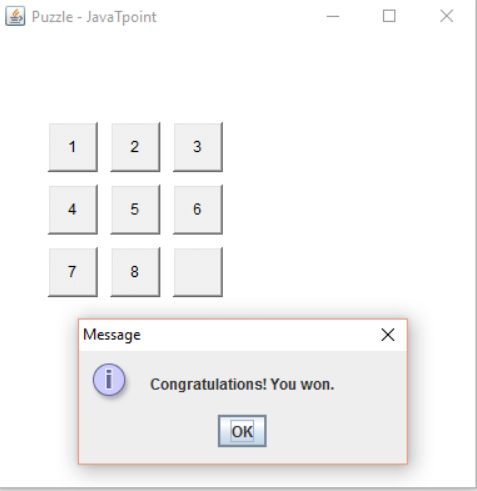 Puzzle - JavaTpoint
1 2 3
4 5 6
7 8
Message
i
Congratulations! You won.
OK